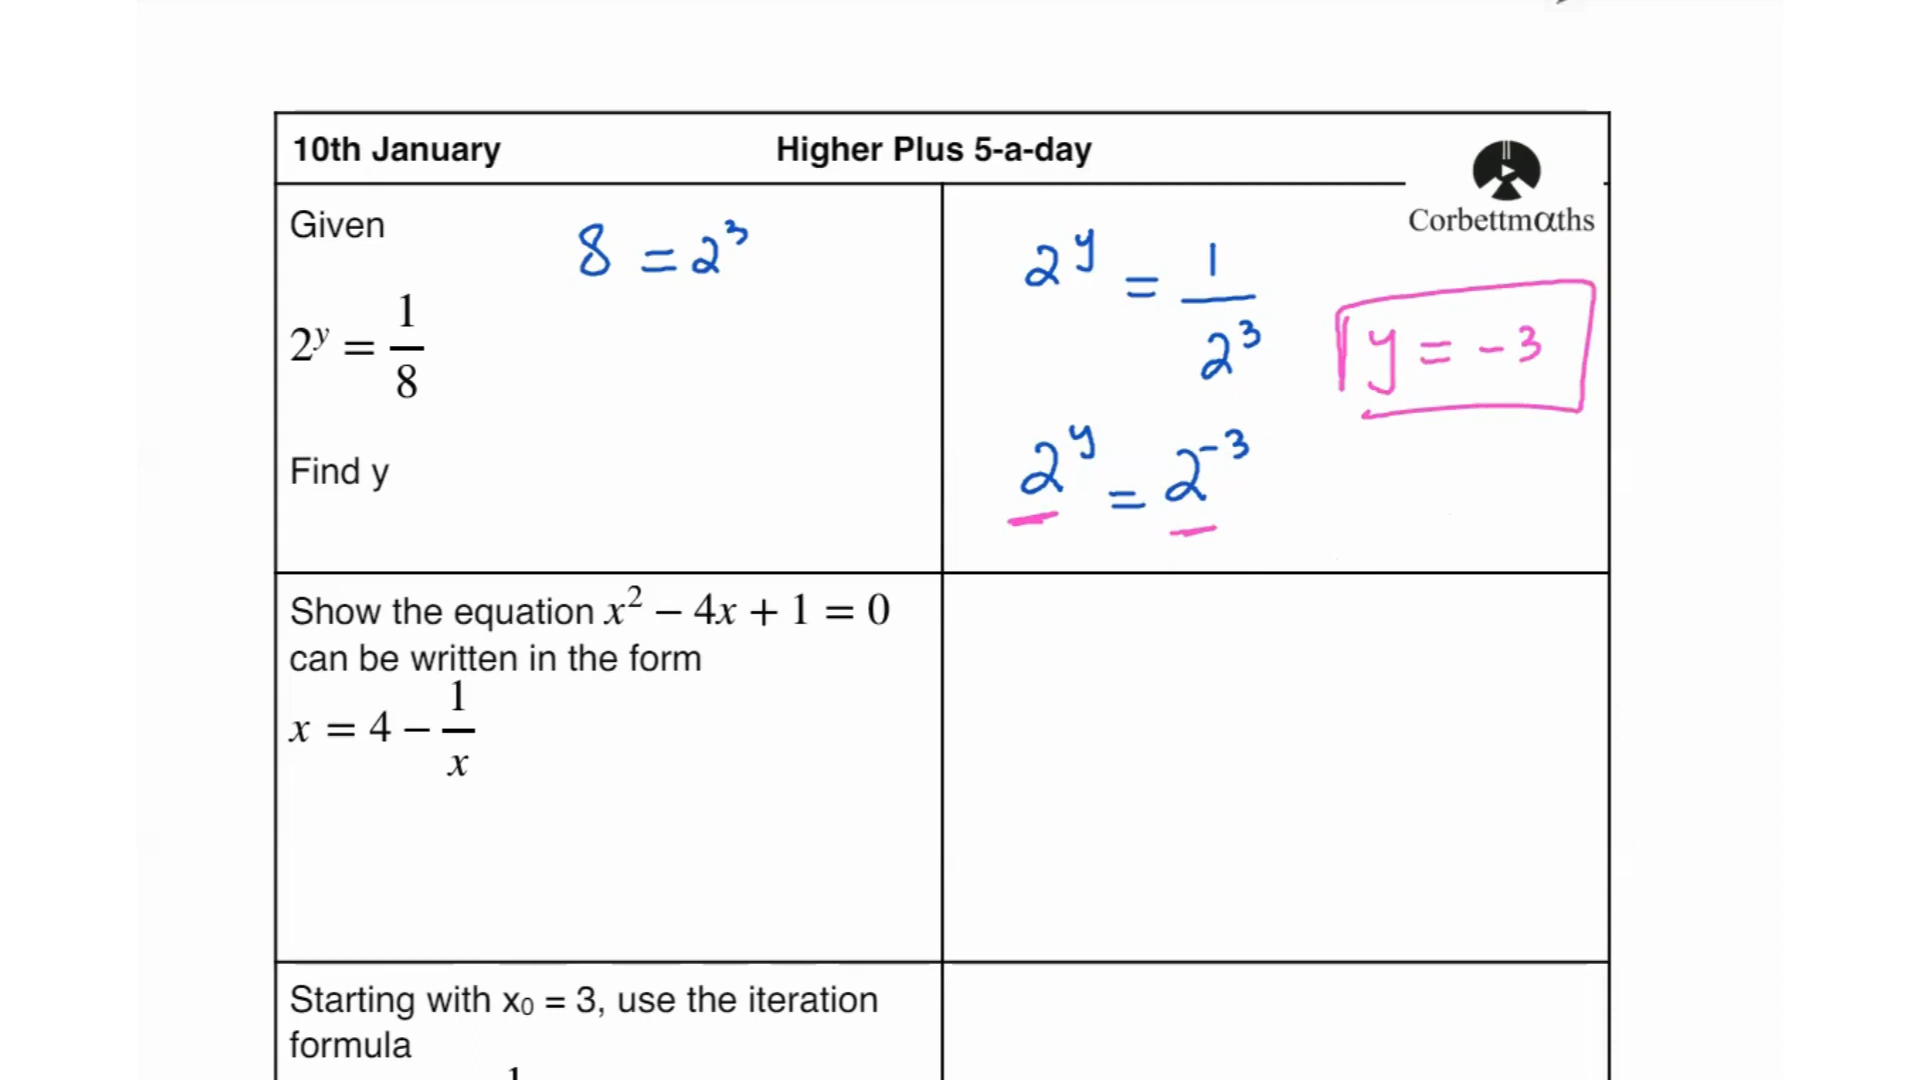 10th January Higher Plus 5-a-day
Corbettmαths
Given
8 = 2³
2ʸ = 1/8
Find y
2ʸ = 1/2³
y = -3
2ʸ = 2⁻³
Show the equation x² − 4x + 1 = 0
can be written in the form
x = 4 − 1/x
Starting with x₀ = 3, use the iteration
formula
1